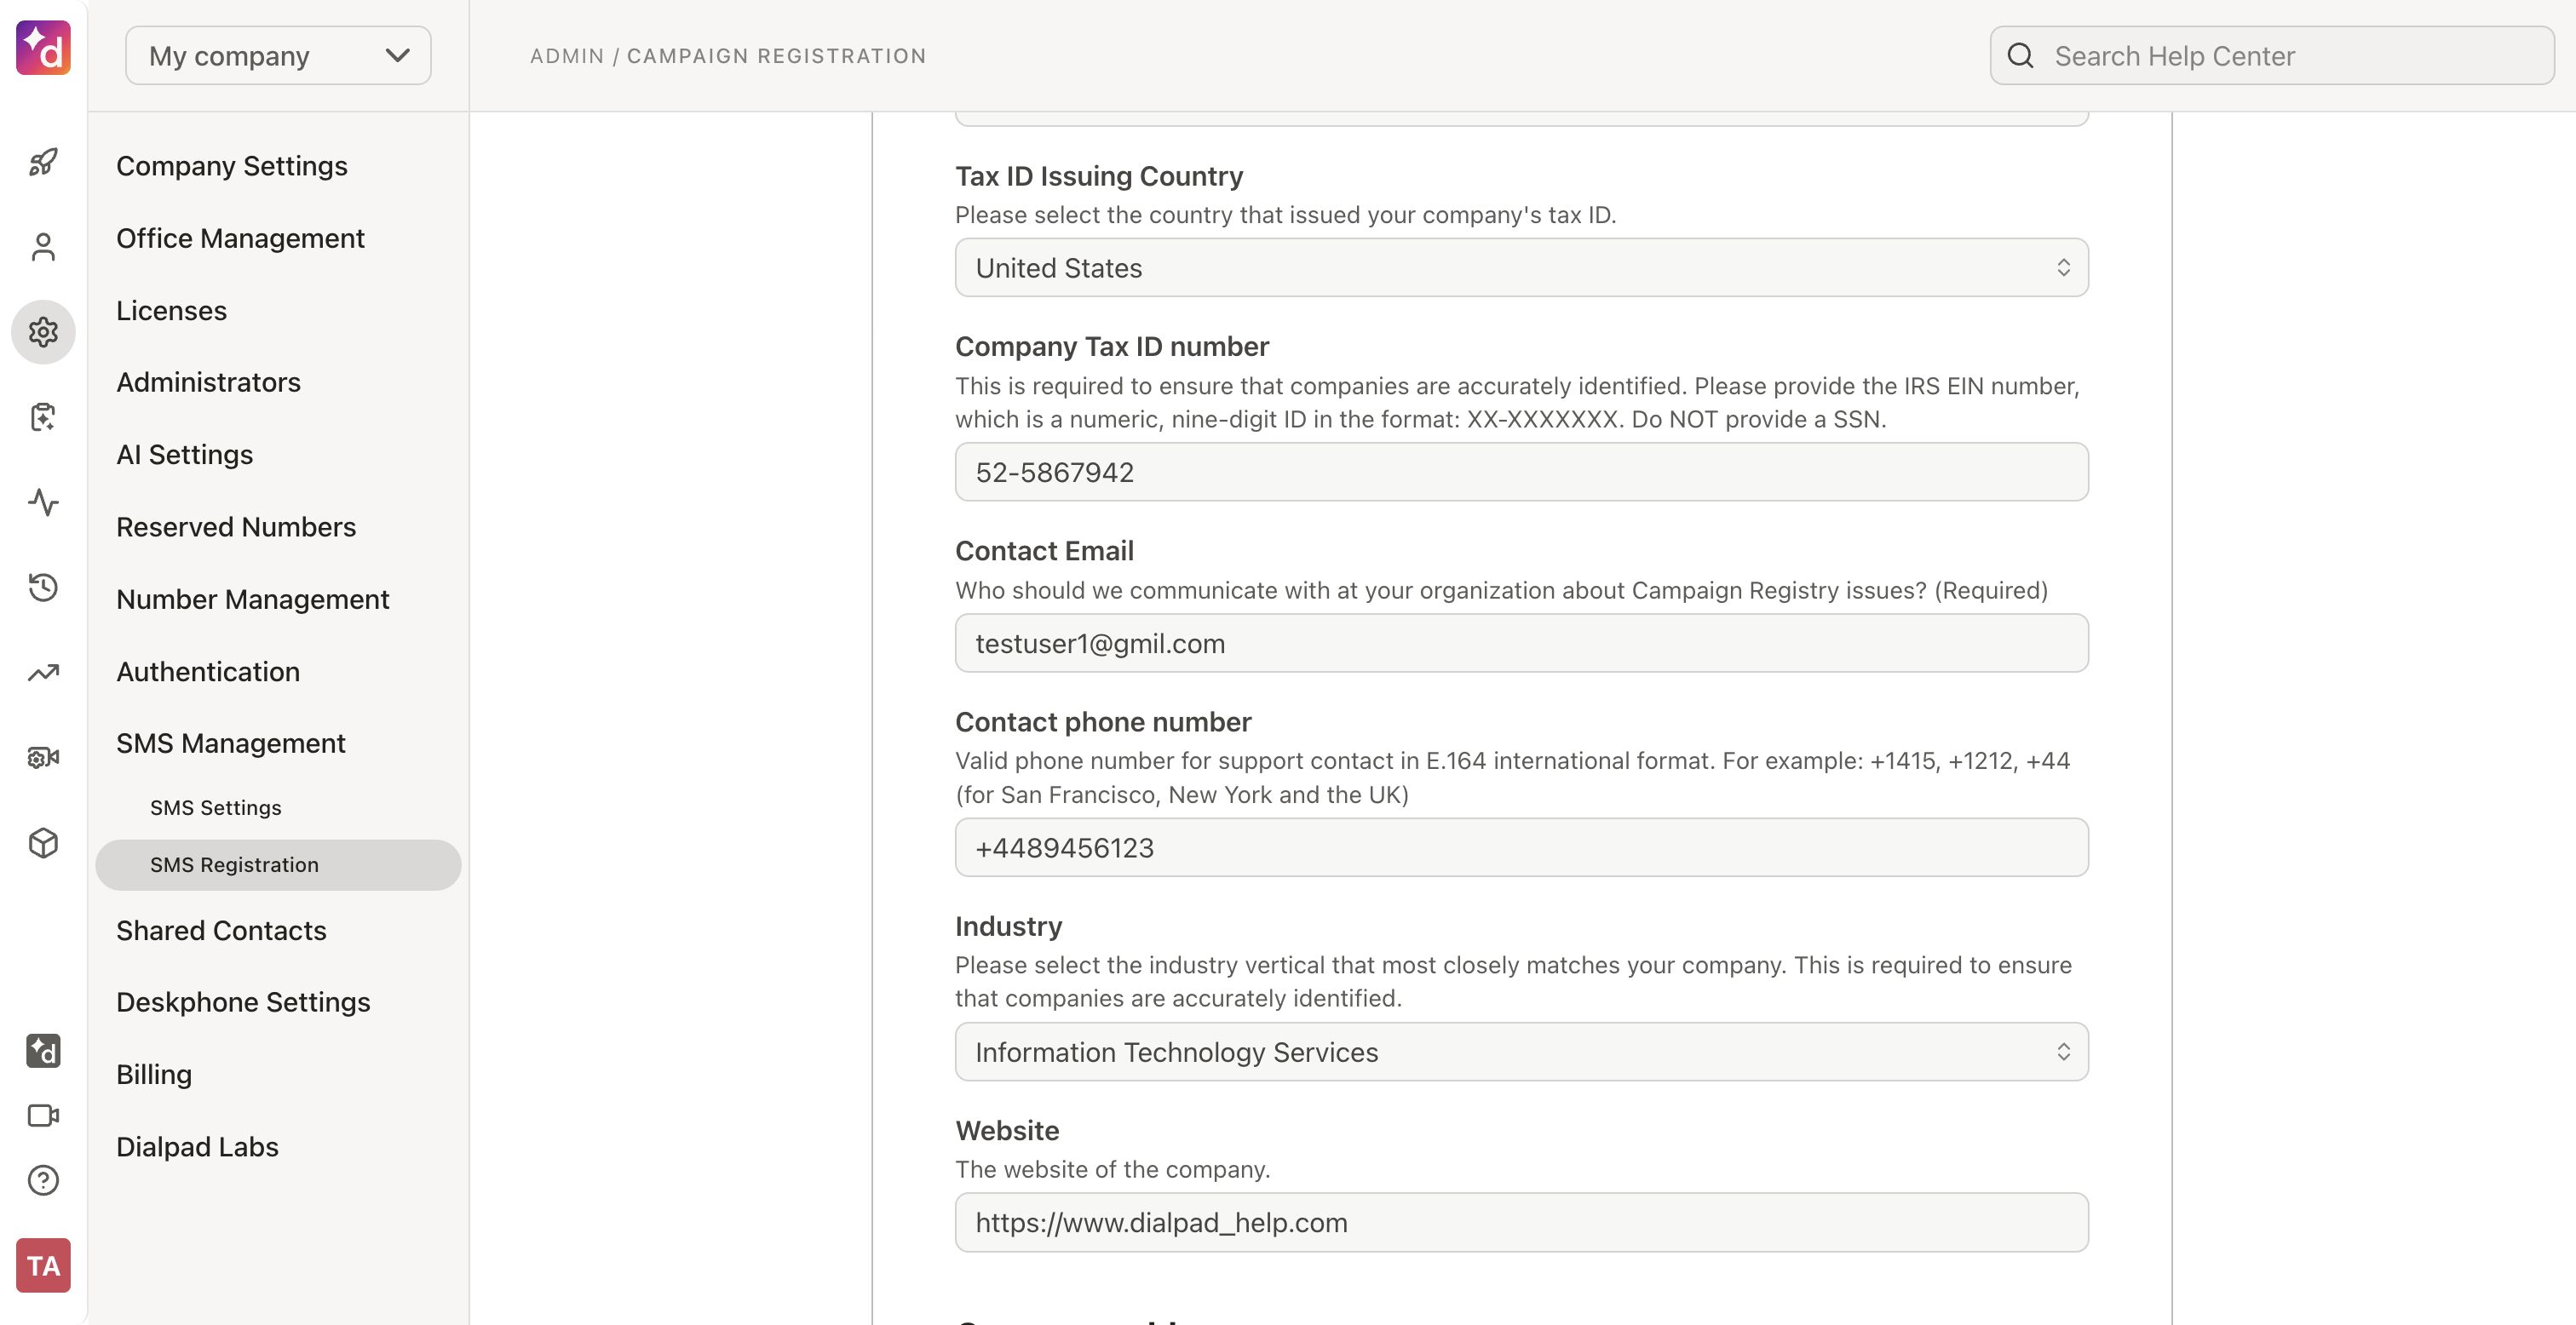 d
My company
ADMIN / CAMPAIGN REGISTRATION
Search Help Center
Company Settings
Office Management
Licenses
Administrators
AI Settings
Reserved Numbers
Number Management
Authentication
SMS Management
SMS Settings
SMS Registration
Shared Contacts
Deskphone Settings
Billing
Dialpad Labs
d
TA
Tax ID Issuing Country
Please select the country that issued your company's tax ID.
United States
Company Tax ID number
This is required to ensure that companies are accurately identified. Please provide the IRS EIN number,
which is a numeric, nine-digit ID in the format: XX-XXXXXXX. Do NOT provide a SSN.
52-5867942
Contact Email
Who should we communicate with at your organization about Campaign Registry issues? (Required)
testuser1@gmil.com
Contact phone number
Valid phone number for support contact in E.164 international format. For example: +1415, +1212, +44
(for San Francisco, New York and the UK)
+4489456123
Industry
Please select the industry vertical that most closely matches your company. This is required to ensure
that companies are accurately identified.
Information Technology Services
Website
The website of the company.
https://www.dialpad_help.com